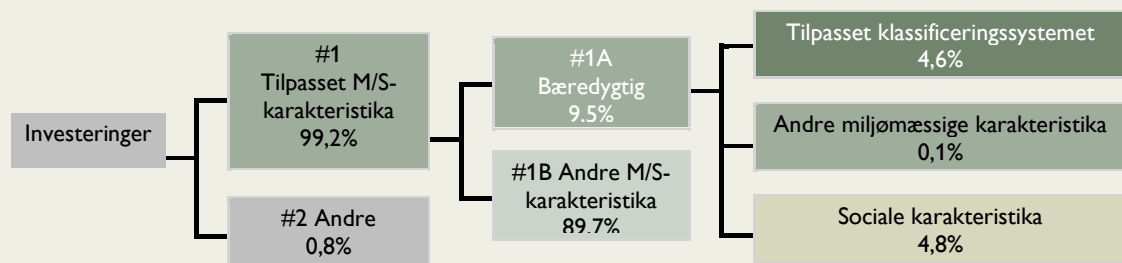 Investeringer
#1
Tilpasset M/S-
karakteristika
99,2%
#2 Andre
0,8%
#1A
Bæredygtig
9.5%
#1B Andre M/S-
karakteristika
89,7%
Tilpasset klassificeringssystemet
4,6%
Andre miljømæssige karakteristika
0,1%
Sociale karakteristika
4,8%